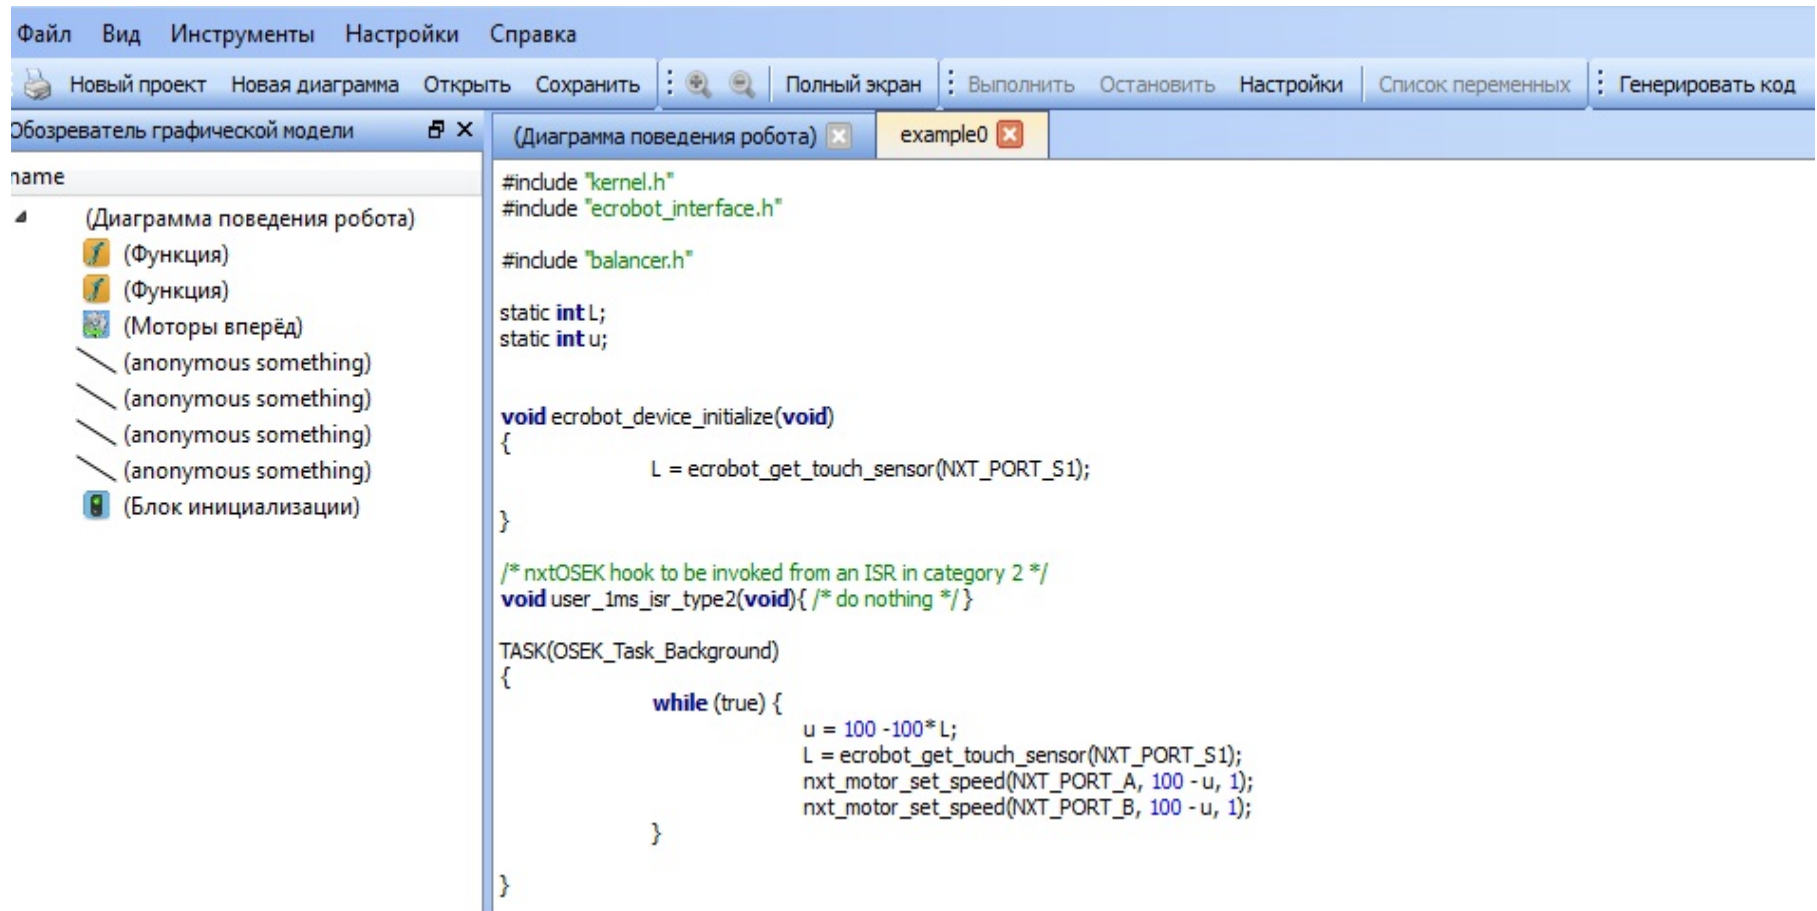 Файл Вид Инструменты Настройки Справка
Новый проект Новая диаграмма Открыть Сохранить Полный экран Выполнить Остановить Настройки Список переменных Генерировать код
Обозреватель графической модели
(Диаграмма поведения робота) example0
name
(Диаграмма поведения робота)
(Функция)
(Функция)
(Моторы вперёд)
(anonymous something)
(anonymous something)
(anonymous something)
(anonymous something)
(Блок инициализации)
#include "kernel.h"
#include "ecrobot_interface.h"
#include "balancer.h"
static int L;
static int u;
void ecrobot_device_initialize(void)
{
L = ecrobot_get_touch_sensor(NXT_PORT_S1);
}
/* nxtOSEK hook to be invoked from an ISR in category 2 */
void user_1ms_isr_type2(void){ /* do nothing */ }
TASK(OSEK_Task_Background)
{
while (true) {
u = 100 -100* L;
L = ecrobot_get_touch_sensor(NXT_PORT_S1);
nxt_motor_set_speed(NXT_PORT_A, 100 - u, 1);
nxt_motor_set_speed(NXT_PORT_B, 100 - u, 1);
}
}